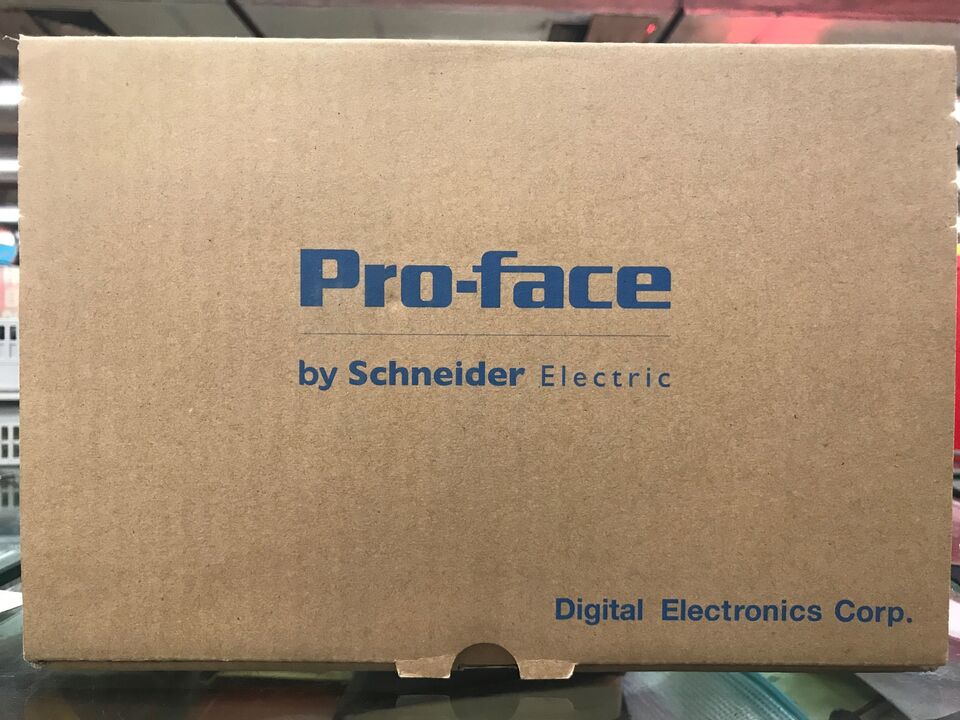 Pro-face
by Schneider Electric
Digital Electronics Corp.